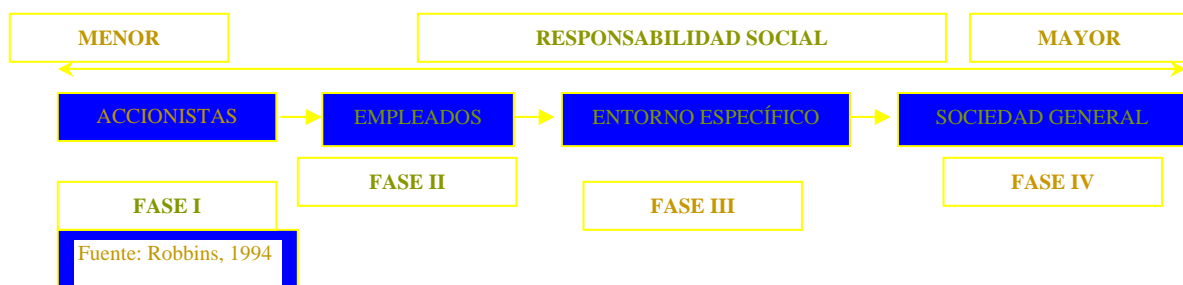 MENOR
RESPONSABILIDAD SOCIAL
MAYOR
ACCIONISTAS
EMPLEADOS
ENTORNO ESPECÍFICO
SOCIEDAD GENERAL
FASE I
FASE II
FASE III
FASE IV
Fuente: Robbins, 1994